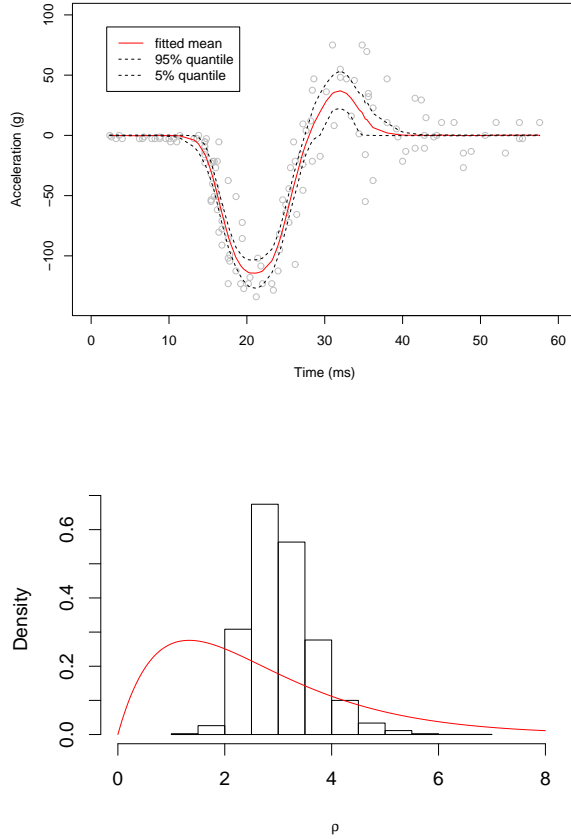 100
50
0
−50
−100
Acceleration (g)
fitted mean
95% quantile
5% quantile
0 10 20 30 40 50 60
Time (ms)
0.6
0.4
0.2
0.0
Density
0 2 4 6 8
ρ